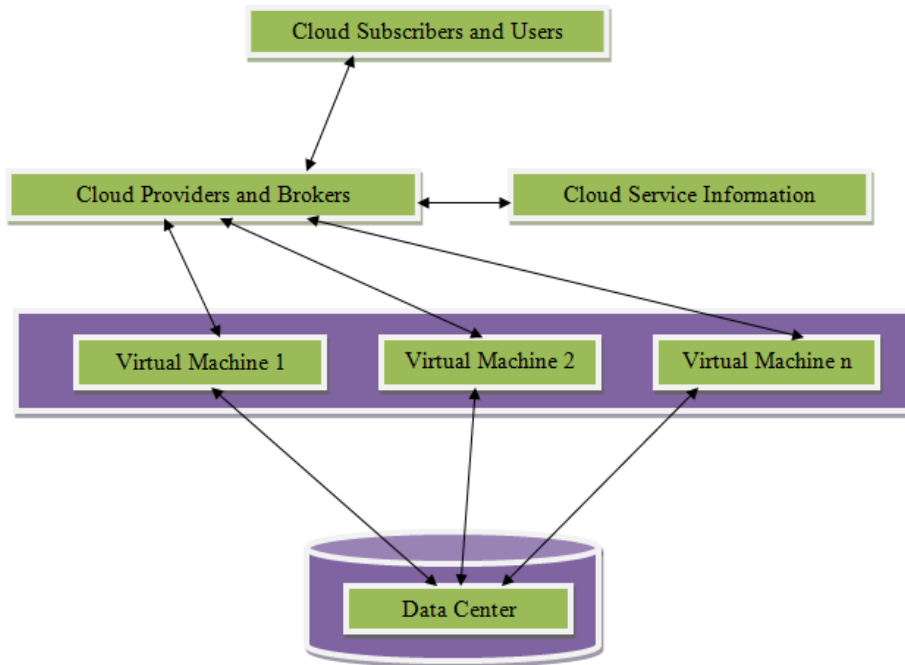 Cloud Subscribers and Users
Cloud Providers and Brokers
Cloud Service Information
Virtual Machine 1
Virtual Machine 2
Virtual Machine n
Data Center